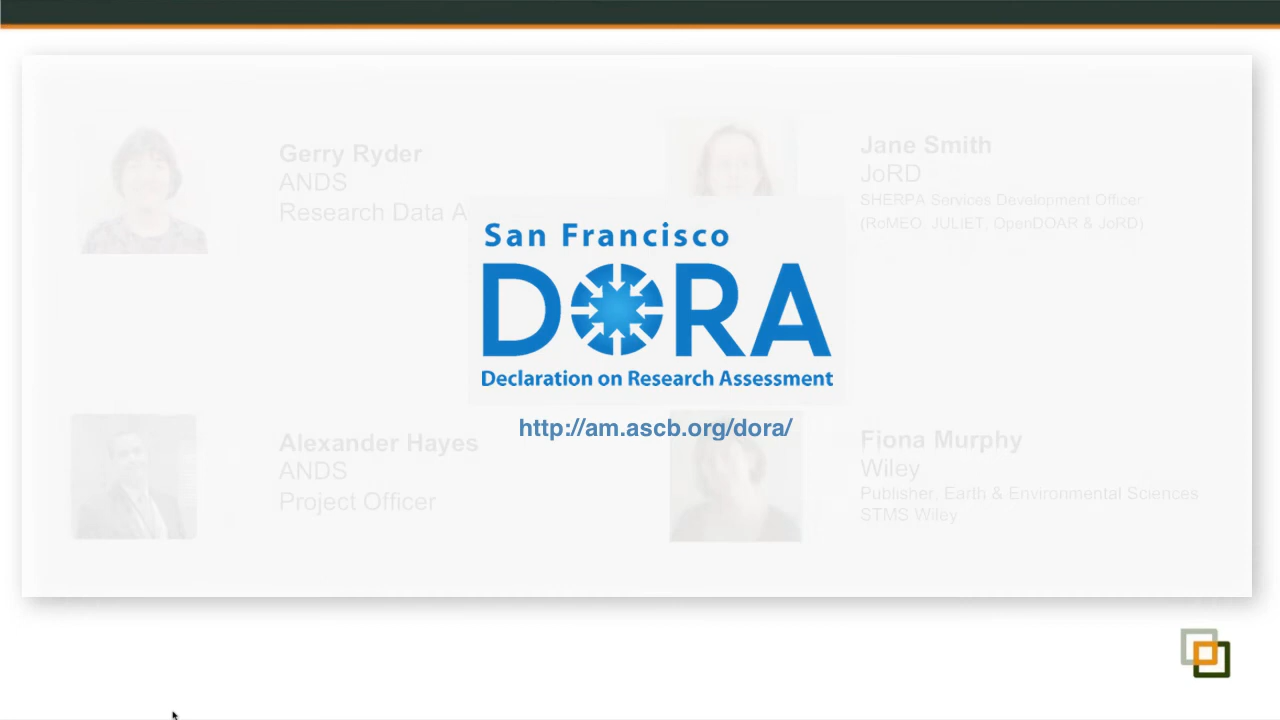 Gerry Ryder
ANDS
Research Data A
Jane Smith
JoRD
SHERPA Services Development Officer
(RoMEO, JULIET, OpenDOAR & JoRD)
San Francisco
DORA
Declaration on Research Assessment
http://am.ascb.org/dora/
Alexander Hayes
ANDS
Project Officer
Fiona Murphy
Wiley
Publisher, Earth & Environmental Sciences
STMS Wiley